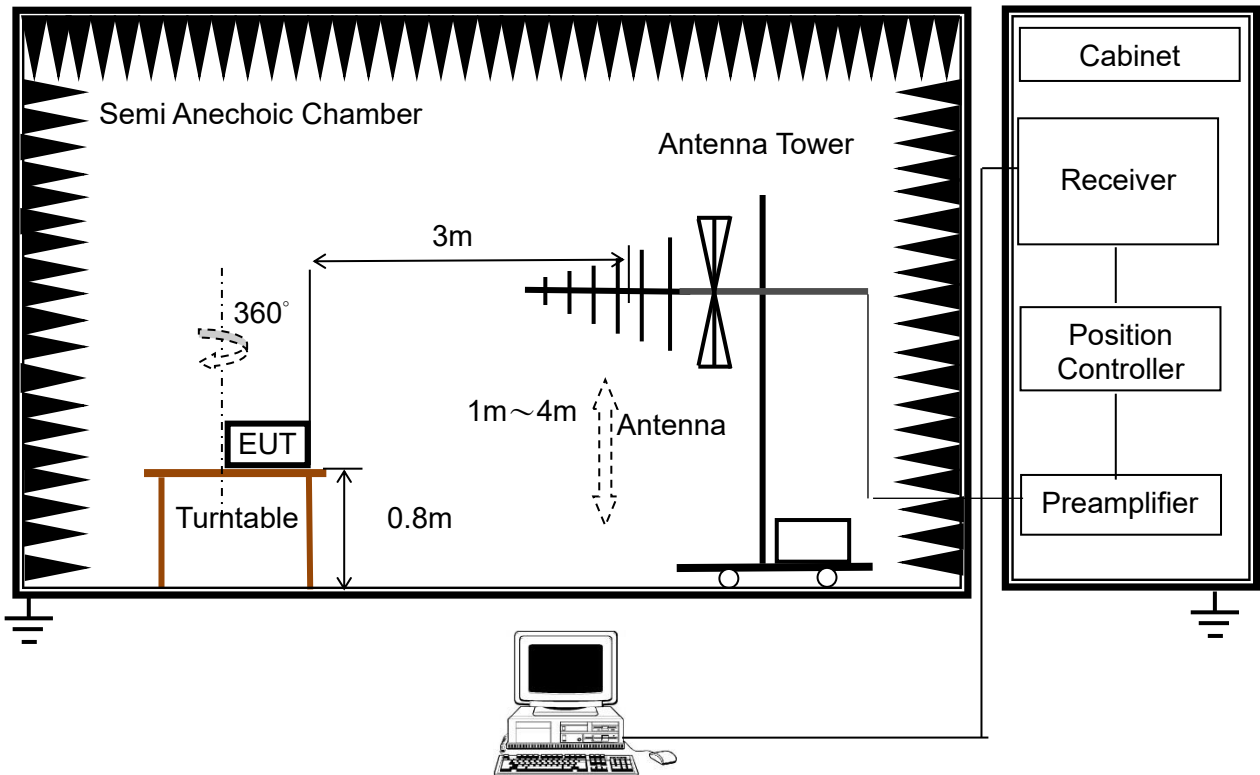 Cabinet
Semi Anechoic Chamber
Antenna Tower
Receiver
3m
360°
Position
Controller
1m～4m
Antenna
EUT
Turntable
0.8m
Preamplifier